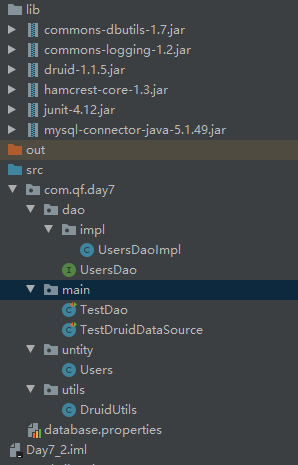 lib
commons-dbutils-1.7.jar
commons-logging-1.2.jar
druid-1.1.5.jar
hamcrest-core-1.3.jar
junit-4.12.jar
mysql-connector-java-5.1.49.jar
out
src
com.qf.day7
dao
impl
UsersDaoImpl
UsersDao
main
TestDao
TestDruidDataSource
untity
Users
utils
DruidUtils
database.properties
Day7_2.iml